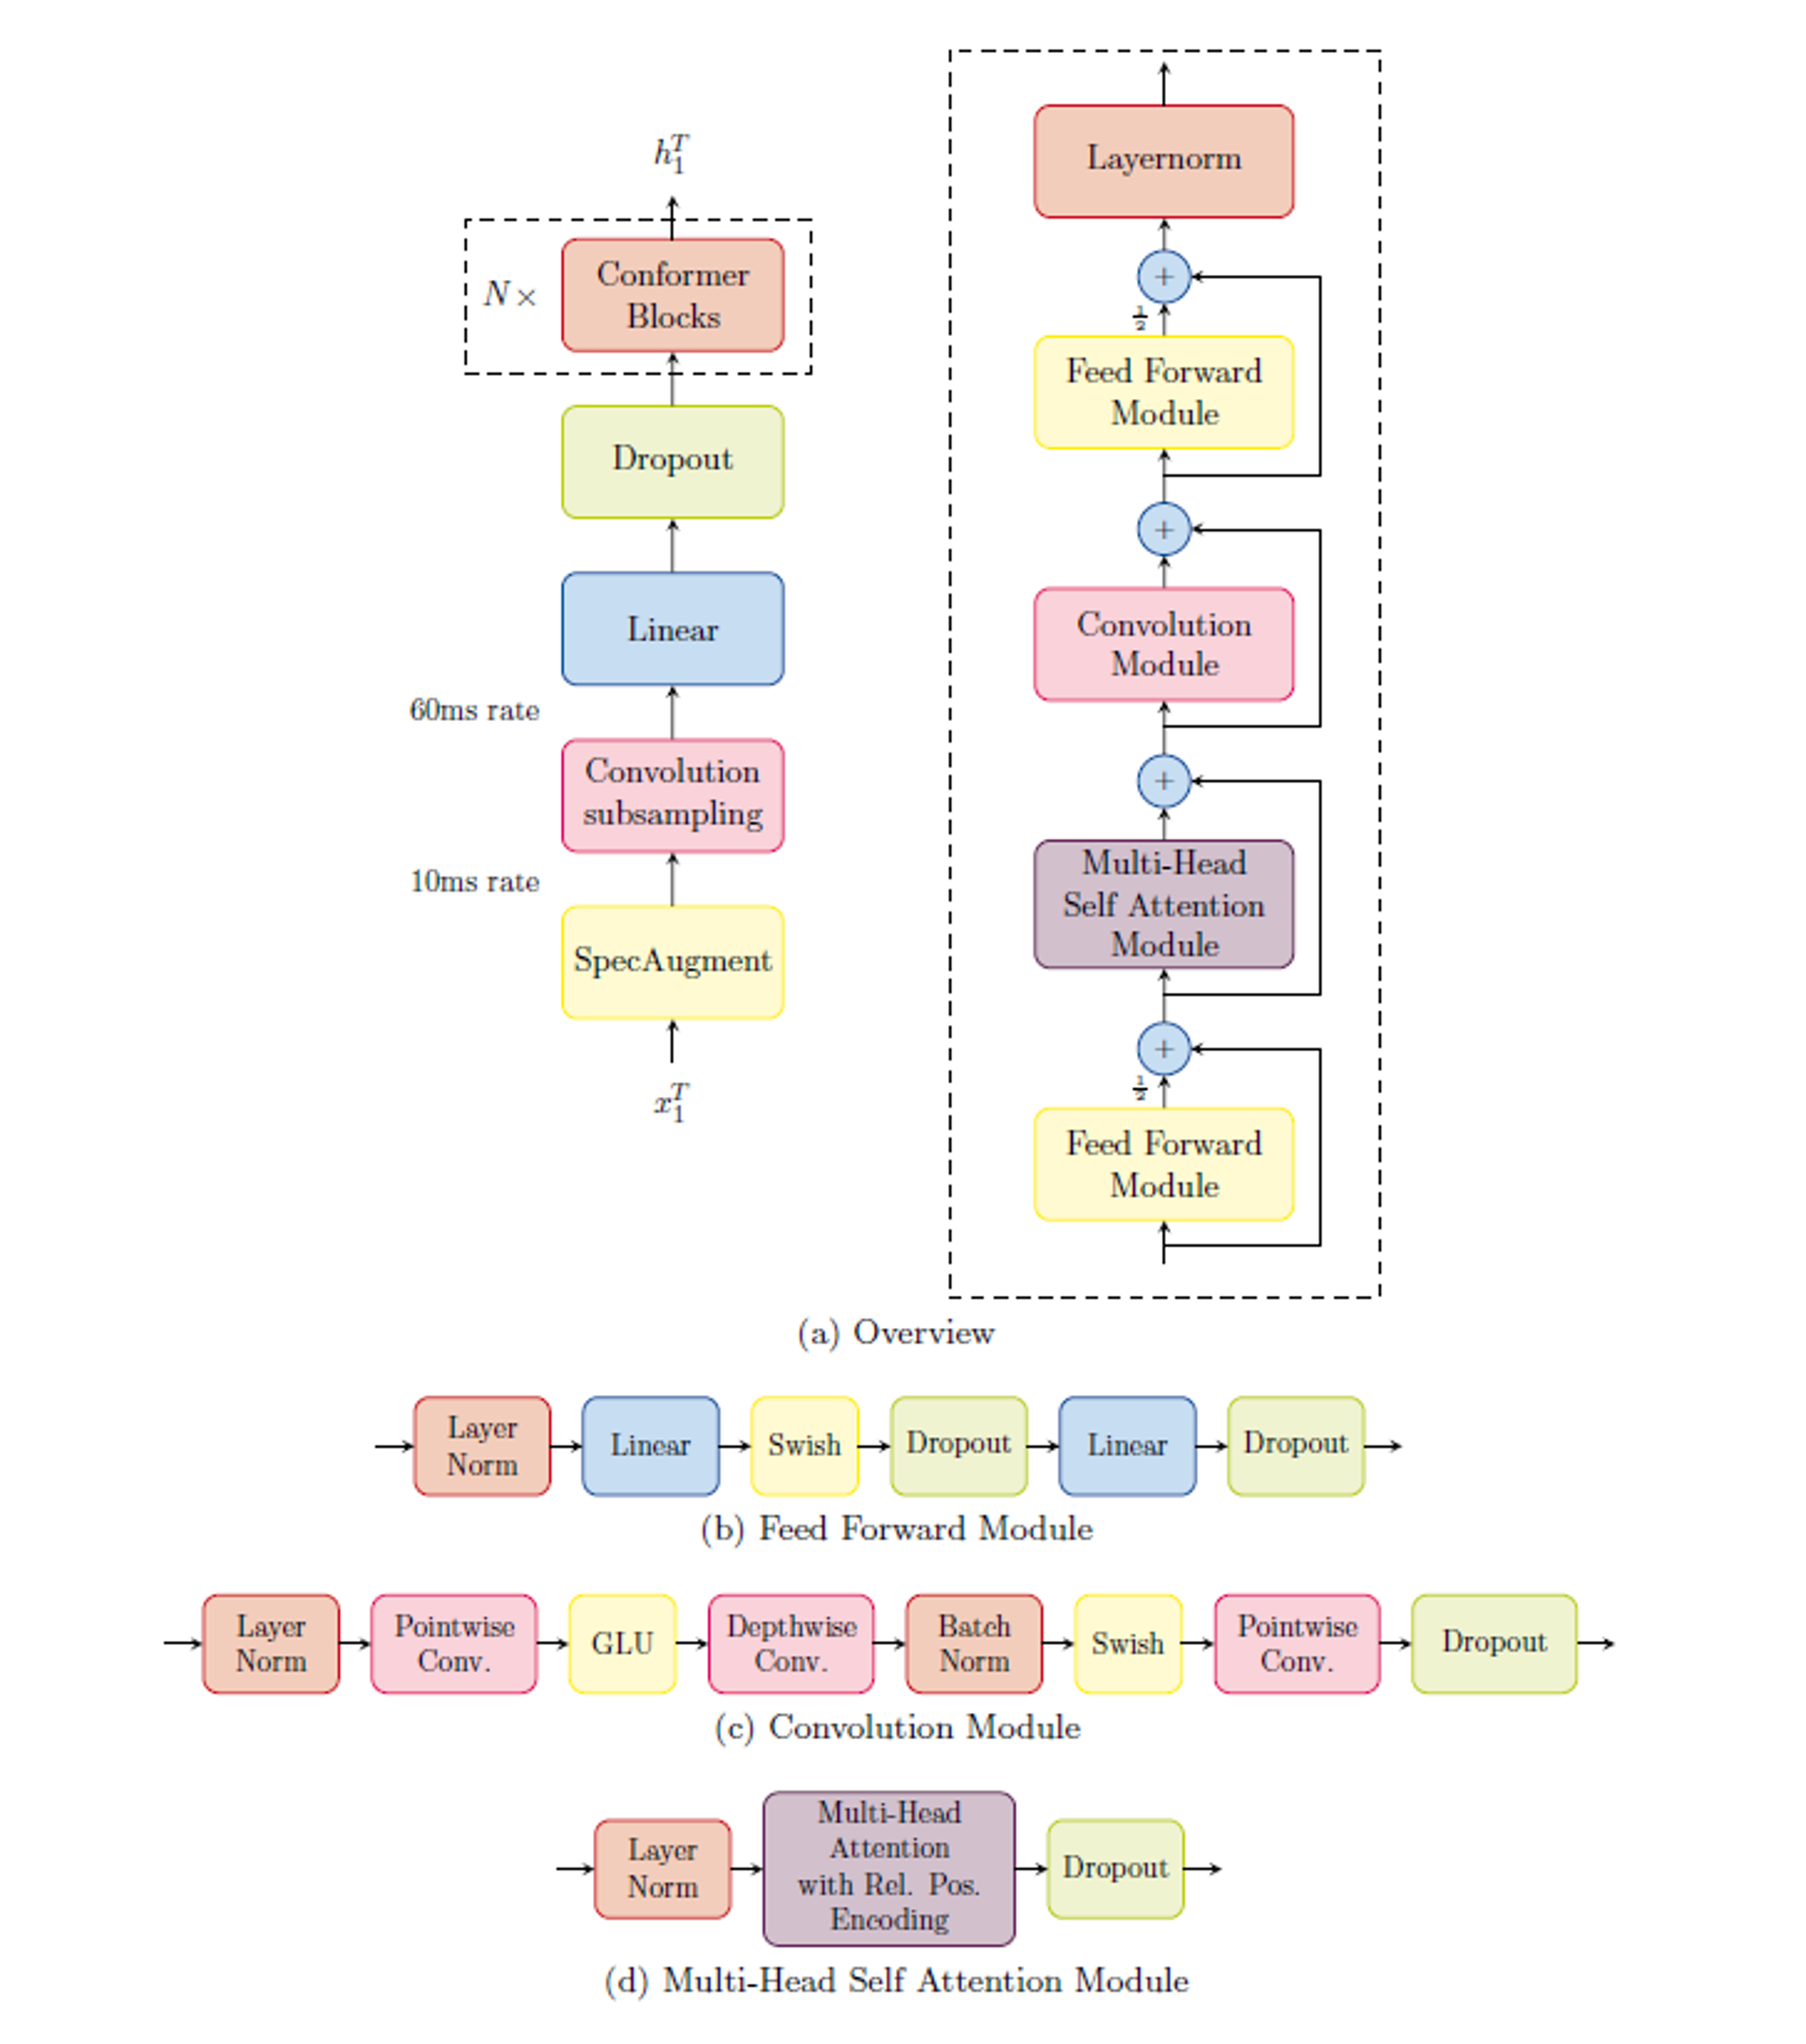 h_1^T
N×
Conformer
Blocks
Dropout
Linear
60ms rate
Convolution
subsampling
10ms rate
SpecAugment
x_1^T
Layernorm
+
1/2
Feed Forward
Module
+
Convolution
Module
+
Multi-Head
Self Attention
Module
+
1/2
Feed Forward
Module
(a) Overview
Layer
Norm
Linear
Swish
Dropout
Linear
Dropout
(b) Feed Forward Module
Layer
Norm
Pointwise
Conv.
GLU
Depthwise
Conv.
Batch
Norm
Swish
Pointwise
Conv.
Dropout
(c) Convolution Module
Layer
Norm
Multi-Head
Attention
with Rel. Pos.
Encoding
Dropout
(d) Multi-Head Self Attention Module